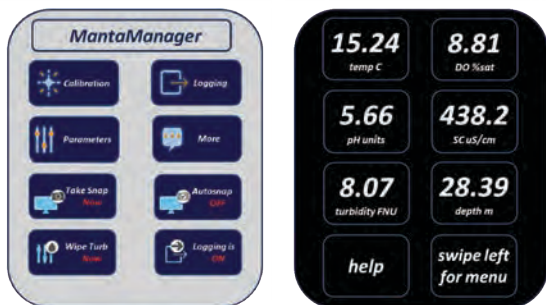 MantaManager
Calibration
Logging
Parameters
More
Take Snap
Now
Autosnap
OFF
Wipe Turb
Now
Logging is
ON
15.24
temp C
8.81
DO %sat
5.66
pH units
438.2
SC uS/cm
8.07
turbidity FNU
28.39
depth m
help
swipe left
for menu